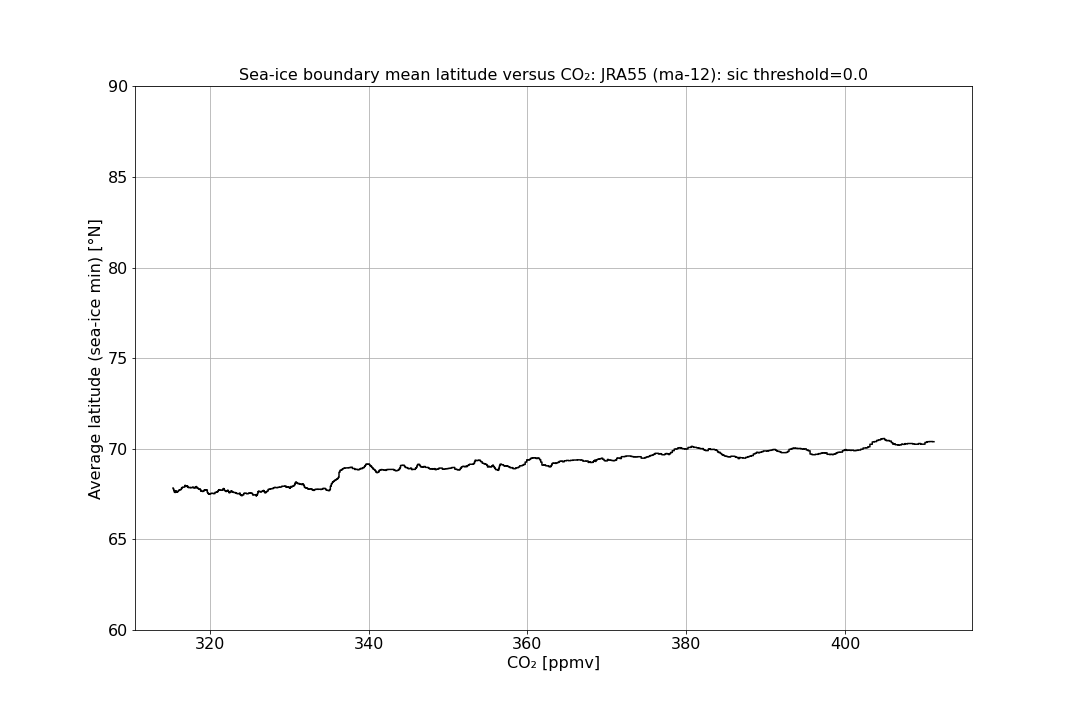 Sea-ice boundary mean latitude versus CO₂: JRA55 (ma-12): sic threshold=0.0
90
85
80
75
70
65
60
Average latitude (sea-ice min) [°N]
320 340 360 380 400
CO₂ [ppmv]